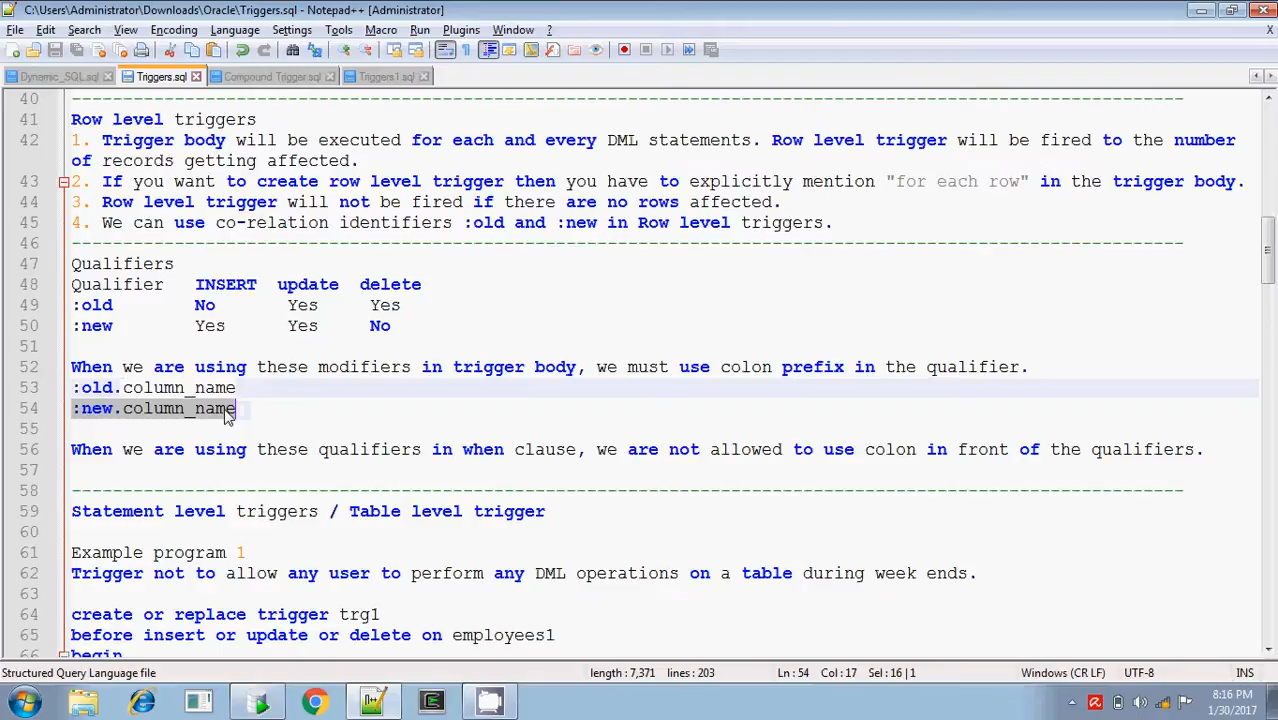 C:\Users\Administrator\Downloads\Oracle\Triggers.sql - Notepad++ [Administrator]
File Edit Search View Encoding Language Settings Tools Macro Run Plugins Window ?
X
Dynamic_SQL.sql Triggers.sql Compound Trigger.sql Triggers1.sql
40 ------------------------------------------------------------------------------------------------------------
41 Row level triggers
42 1. Trigger body will be executed for each and every DML statements. Row level trigger will be fired to the number
of records getting affected.
43 2. If you want to create row level trigger then you have to explicitly mention "for each row" in the trigger body.
44 3. Row level trigger will not be fired if there are no rows affected.
45 4. We can use co-relation identifiers :old and :new in Row level triggers.
46 ------------------------------------------------------------------------------------------------------------
47 Qualifiers
48 Qualifier INSERT update delete
49 :old No Yes Yes
50 :new Yes Yes No
51
52 When we are using these modifiers in trigger body, we must use colon prefix in the qualifier.
53 :old.column_name
54 :new.column_name
55
56 When we are using these qualifiers in when clause, we are not allowed to use colon in front of the qualifiers.
57
58 ------------------------------------------------------------------------------------------------------------
59 Statement level triggers / Table level trigger
60
61 Example program 1
62 Trigger not to allow any user to perform any DML operations on a table during week ends.
63
64 create or replace trigger trg1
65 before insert or update or delete on employees1
66 begin
Structured Query Language file length : 7,371 lines : 203 Ln : 54 Col : 17 Sel : 16 | 1 Windows (CR LF) UTF-8 INS
8:16 PM
1/30/2017